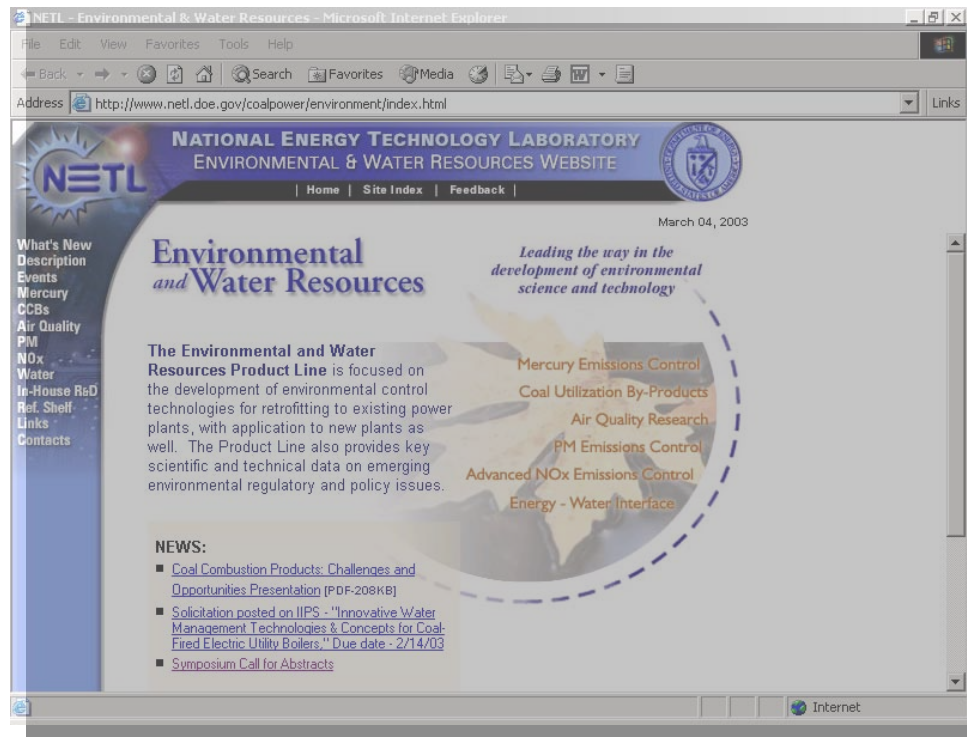 NETL - Environmental & Water Resources - Microsoft Internet Explorer
File Edit View Favorites Tools Help
Back Search Favorites Media
Address http://www.netl.doe.gov/coalpower/environment/index.html Links
NETL
NATIONAL ENERGY TECHNOLOGY LABORATORY
ENVIRONMENTAL & WATER RESOURCES WEBSITE
| Home | Site Index | Feedback |
March 04, 2003
What's New
Description
Events
Mercury
CCBs
Air Quality
PM
NOx
Water
In-House R&D
Ref. Shelf
Links
Contacts
Environmental
and Water Resources
Leading the way in the
development of environmental
science and technology
The Environmental and Water
Resources Product Line is focused on
the development of environmental control
technologies for retrofitting to existing power
plants, with application to new plants as
well. The Product Line also provides key
scientific and technical data on emerging
environmental regulatory and policy issues.
Mercury Emissions Control
Coal Utilization By-Products
Air Quality Research
PM Emissions Control
Advanced NOx Emissions Control
Energy - Water Interface
NEWS:
Coal Combustion Products: Challenges and
Opportunities Presentation [PDF-208KB]
Solicitation posted on IIPS - "Innovative Water
Management Technologies & Concepts for Coal-
Fired Electric Utility Boilers," Due date - 2/14/03
Symposium Call for Abstracts
Internet